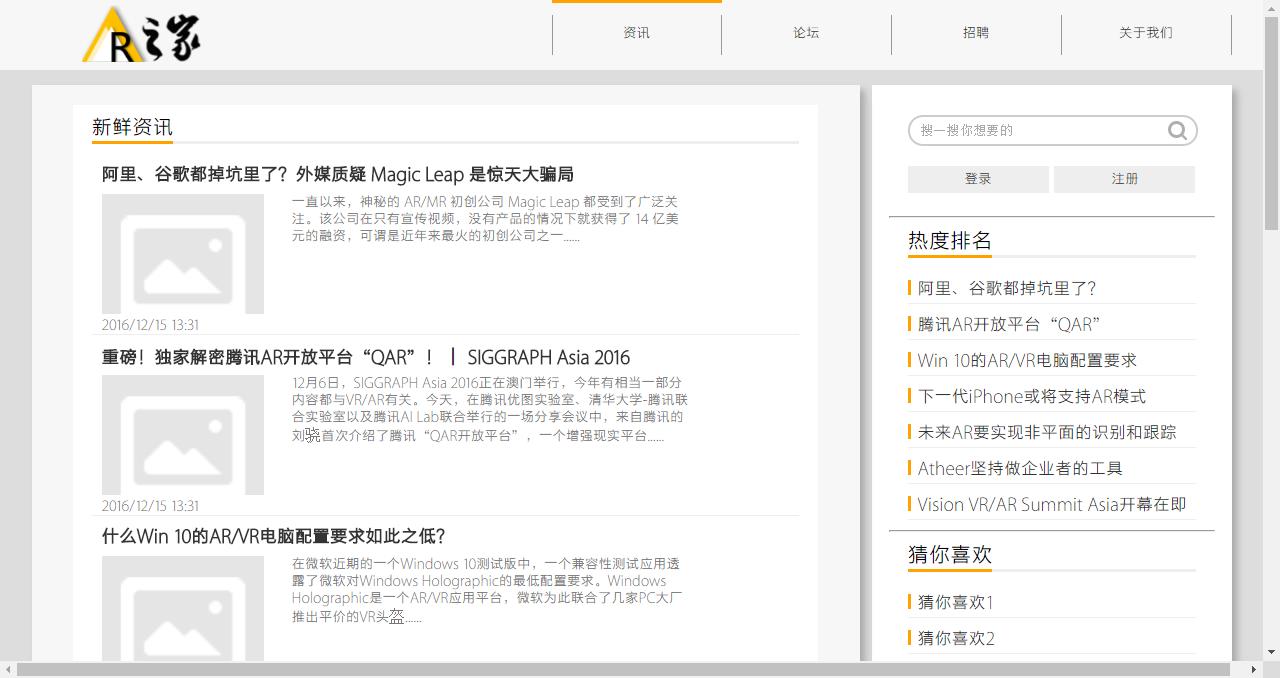 R之家
资讯
论坛
招聘
关于我们
新鲜资讯
阿里、谷歌都掉坑里了？外媒质疑 Magic Leap 是惊天大骗局
一直以来，神秘的 AR/MR 初创公司 Magic Leap 都受到了广泛关
注。该公司在只有宣传视频，没有产品的情况下就获得了 14 亿美
元的融资，可谓是近年来最火的初创公司之一......
2016/12/15 13:31
重磅！独家解密腾讯AR开放平台“QAR”！ | SIGGRAPH Asia 2016
12月6日，SIGGRAPH Asia 2016正在澳门举行，今年有相当一部分
内容都与VR/AR有关。今天，在腾讯优图实验室、清华大学-腾讯联
合实验室以及腾讯AI Lab联合举行的一场分享会议中，来自腾讯的
刘骁首次介绍了腾讯“QAR开放平台”，一个增强现实平台......
2016/12/15 13:31
什么Win 10的AR/VR电脑配置要求如此之低？
在微软近期的一个Windows 10测试版中，一个兼容性测试应用透
露了微软对Windows Holographic的最低配置要求。Windows
Holographic是一个AR/VR应用平台，微软为此联合了几家PC大厂
推出平价的VR头盔......
搜一搜你想要的
登录
注册
热度排名
阿里、谷歌都掉坑里了？
腾讯AR开放平台“QAR”
Win 10的AR/VR电脑配置要求
下一代iPhone或将支持AR模式
未来AR要实现非平面的识别和跟踪
Atheer坚持做企业者的工具
Vision VR/AR Summit Asia开幕在即
猜你喜欢
猜你喜欢1
猜你喜欢2